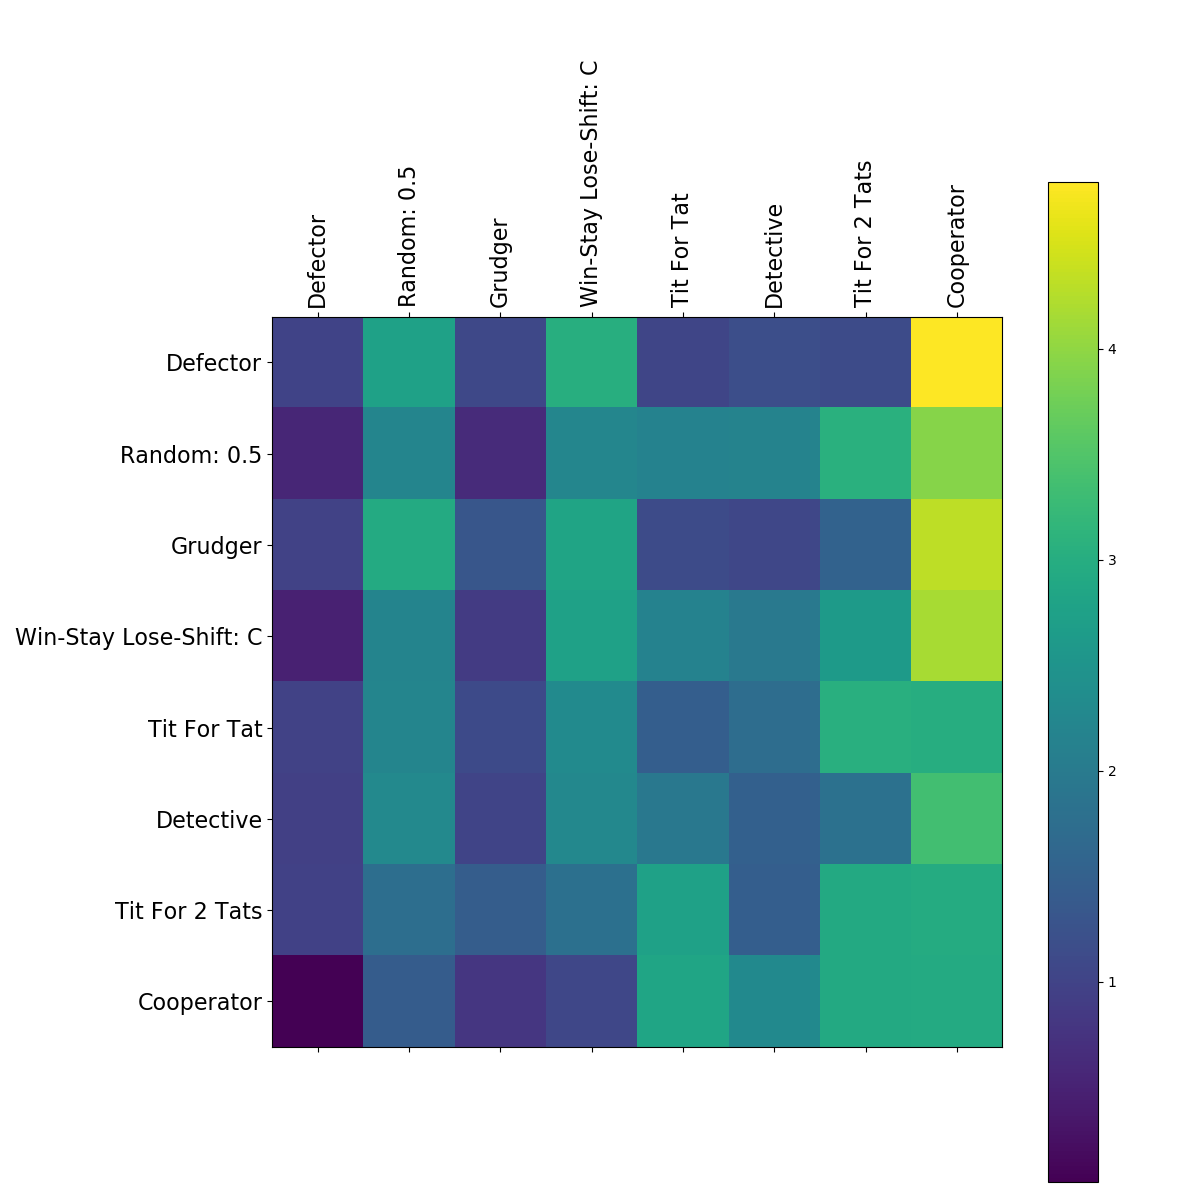 Defector
Random: 0.5
Grudger
Win-Stay Lose-Shift: C
Tit For Tat
Detective
Tit For 2 Tats
Cooperator
Defector
Random: 0.5
Grudger
Win-Stay Lose-Shift: C
Tit For Tat
Detective
Tit For 2 Tats
Cooperator
4
3
2
1